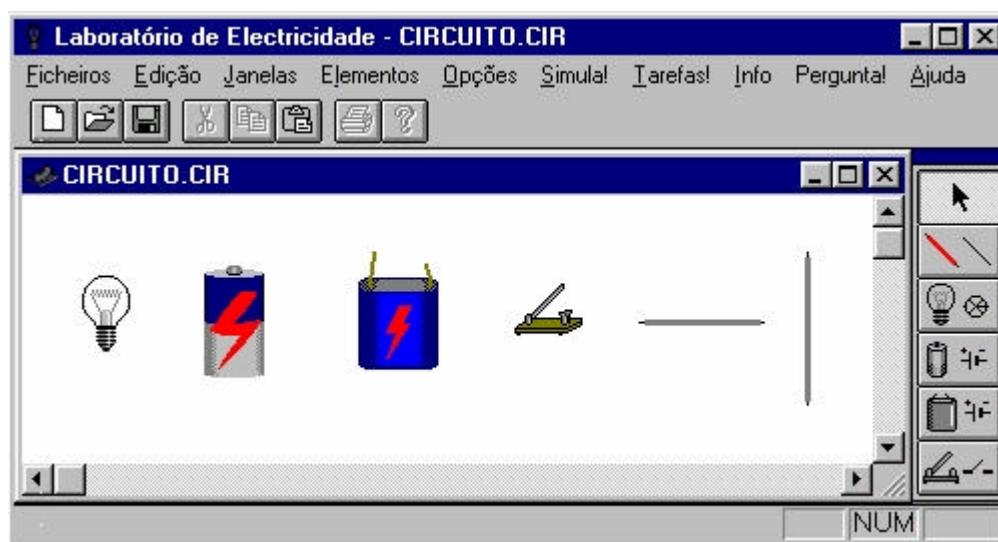 Laboratório de Electricidade - CIRCUITO.CIR
Ficheiros Edição Janelas Elementos Opções Simula! Tarefas! Info Pergunta! Ajuda
CIRCUITO.CIR
NUM